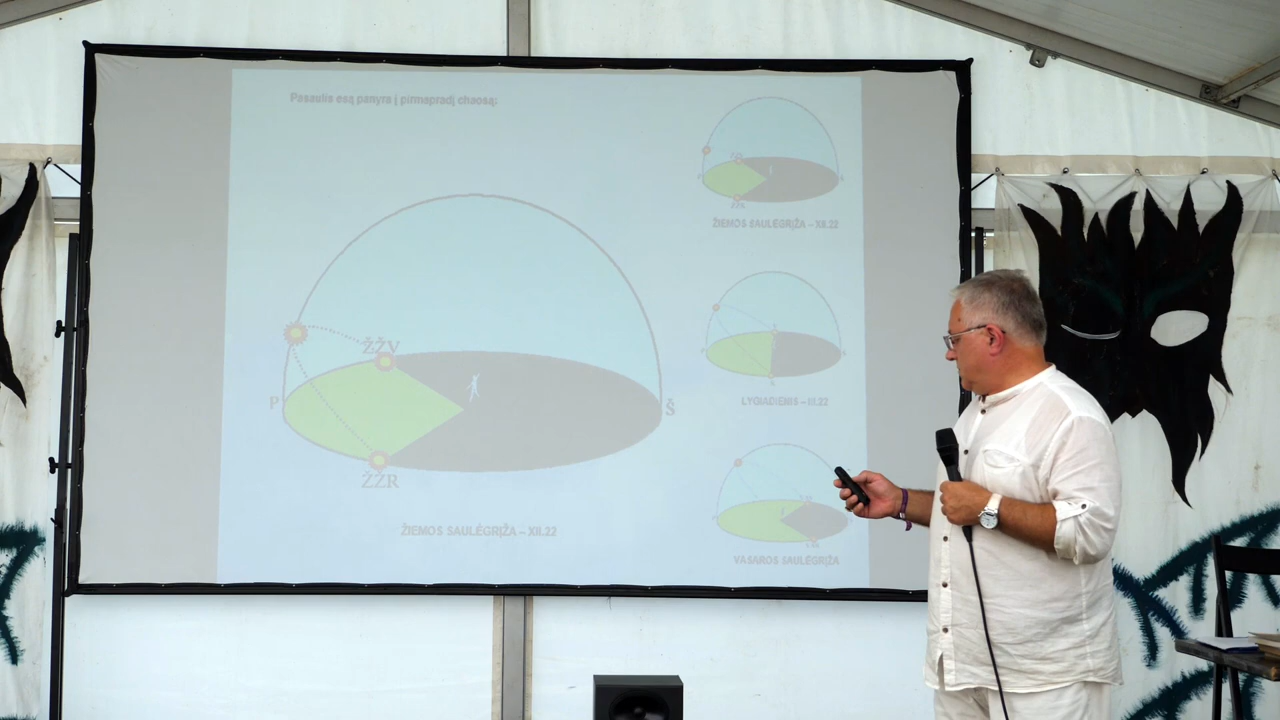 Pasaulis esą panyra į pirmapradį chaosą:
ŽŽV
P
Š
ŽŽR
ŽIEMOS SAULĖGRĮŽA – XII.22
ŽIEMOS SAULĖGRĮŽA – XII.22
LYGIADIENIS – III.22
VASAROS SAULĖGRĮŽA